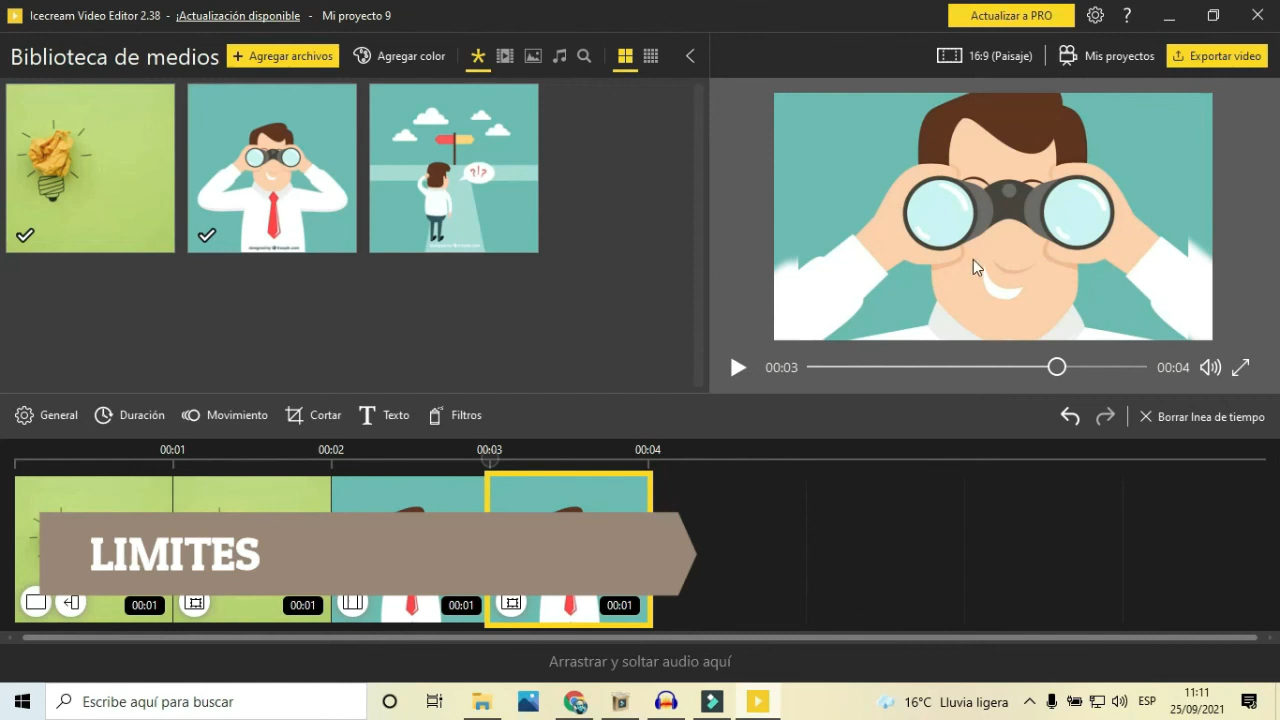 Icecream Video Editor 2.38 - ¡Actualización disponible - Mi proyecto 9
Actualizar a PRO
?
Biblioteca de medios
+ Agregar archivos
Agregar color
16:9 (Paisaje)
Mis proyectos
Exportar video
?!?
00:03
00:04
General
Duración
Movimiento
Cortar
Texto
Filtros
Borrar linea de tiempo
00:01
00:02
00:03
00:04
LIMITES
00:01
00:01
00:01
00:01
Arrastrar y soltar audio aquí
Escribe aquí para buscar
16°C Lluvia ligera
ESP
11:11
25/09/2021